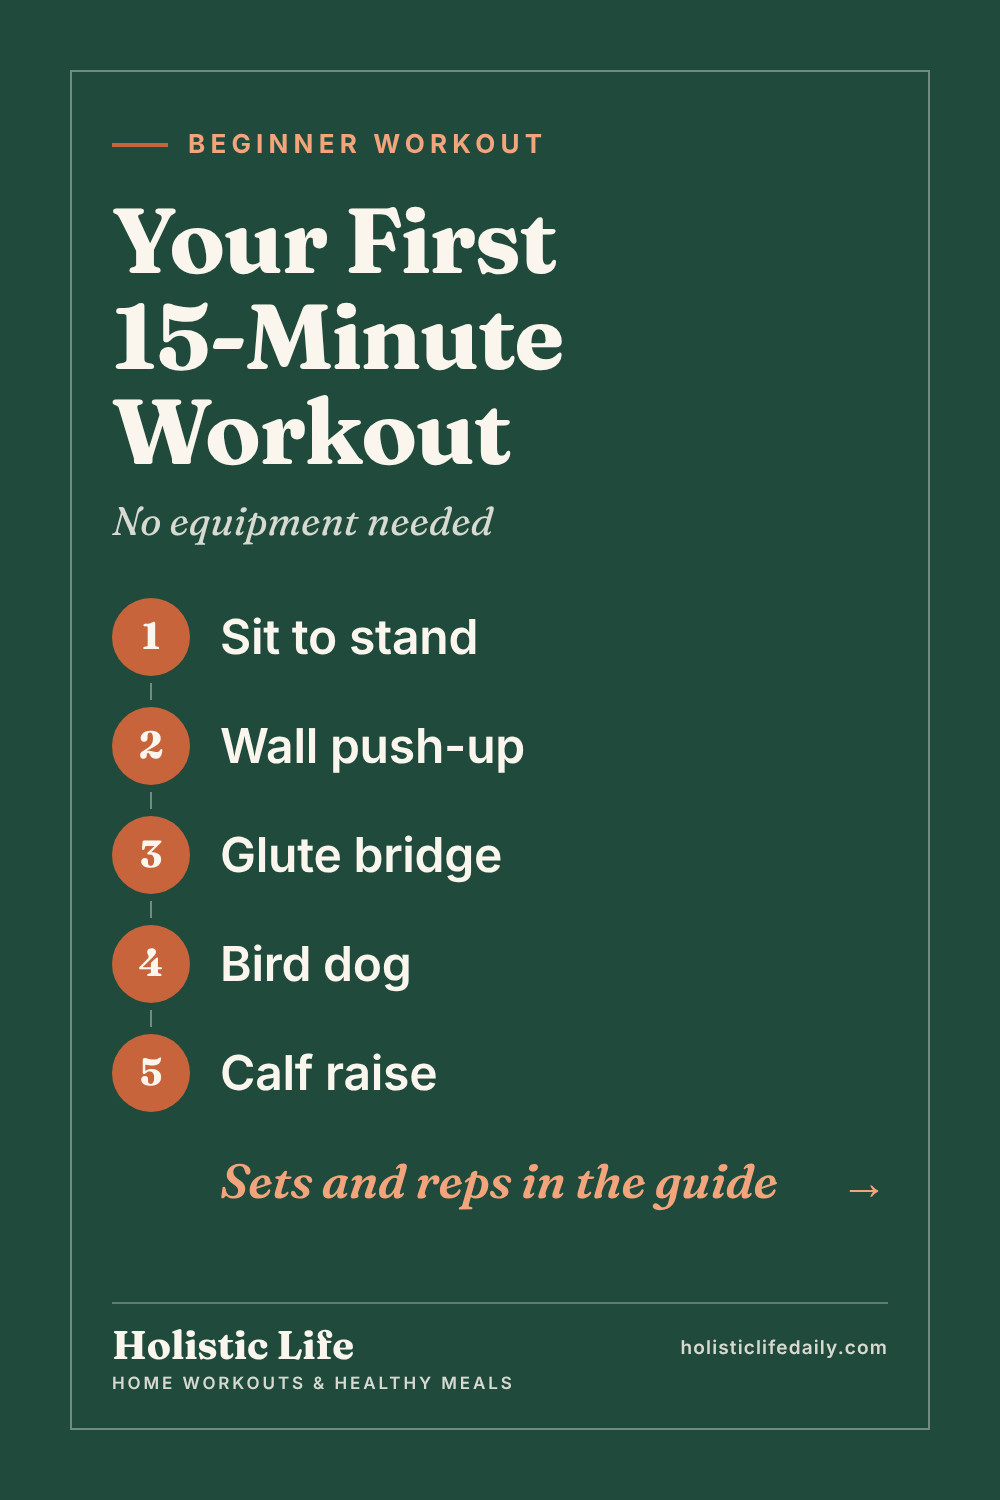 BEGINNER WORKOUT
Your First
15-Minute
Workout
No equipment needed
1 Sit to stand
2 Wall push-up
3 Glute bridge
4 Bird dog
5 Calf raise
Sets and reps in the guide →
Holistic Life
holisticlifedaily.com
HOME WORKOUTS & HEALTHY MEALS